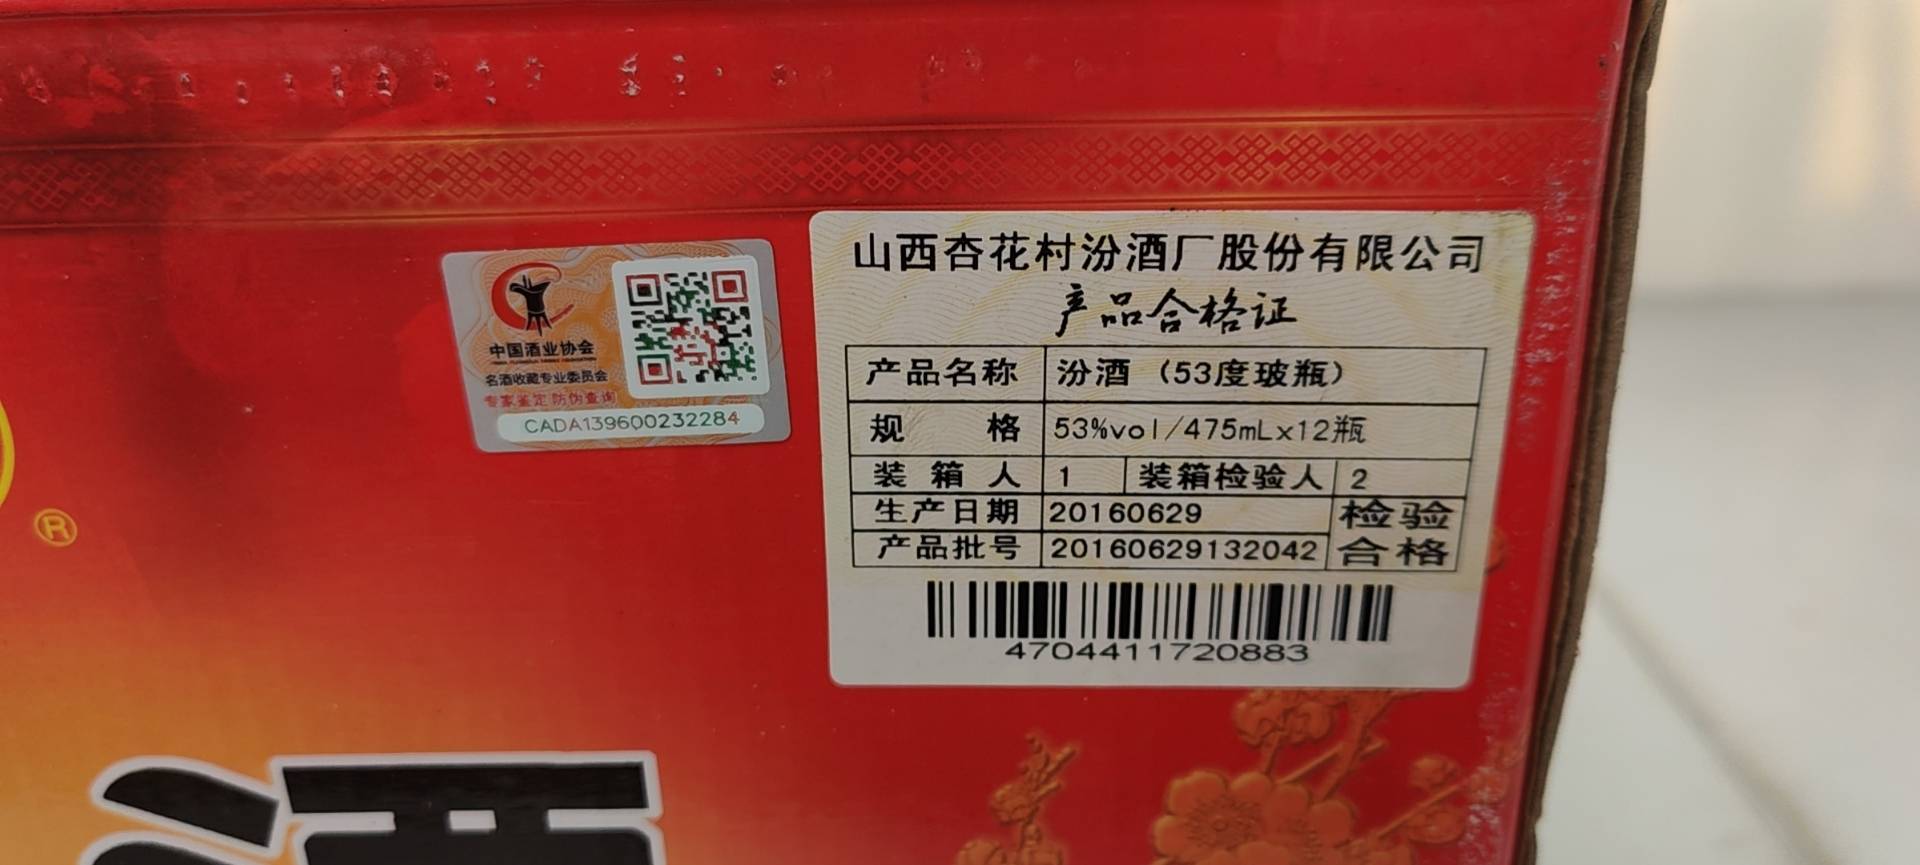 ®
中国酒业协会
名酒收藏专业委员会
专家鉴定 防伪查询
CADA139600232284
山西杏花村汾酒厂股份有限公司
产品合格证
产品名称 汾酒（53度玻瓶）
规 格 53%vol/475mLx12瓶
装箱人 1 装箱检验人 2
生产日期 20160629 检验
产品批号 20160629132042 合格
4704411720883
酒